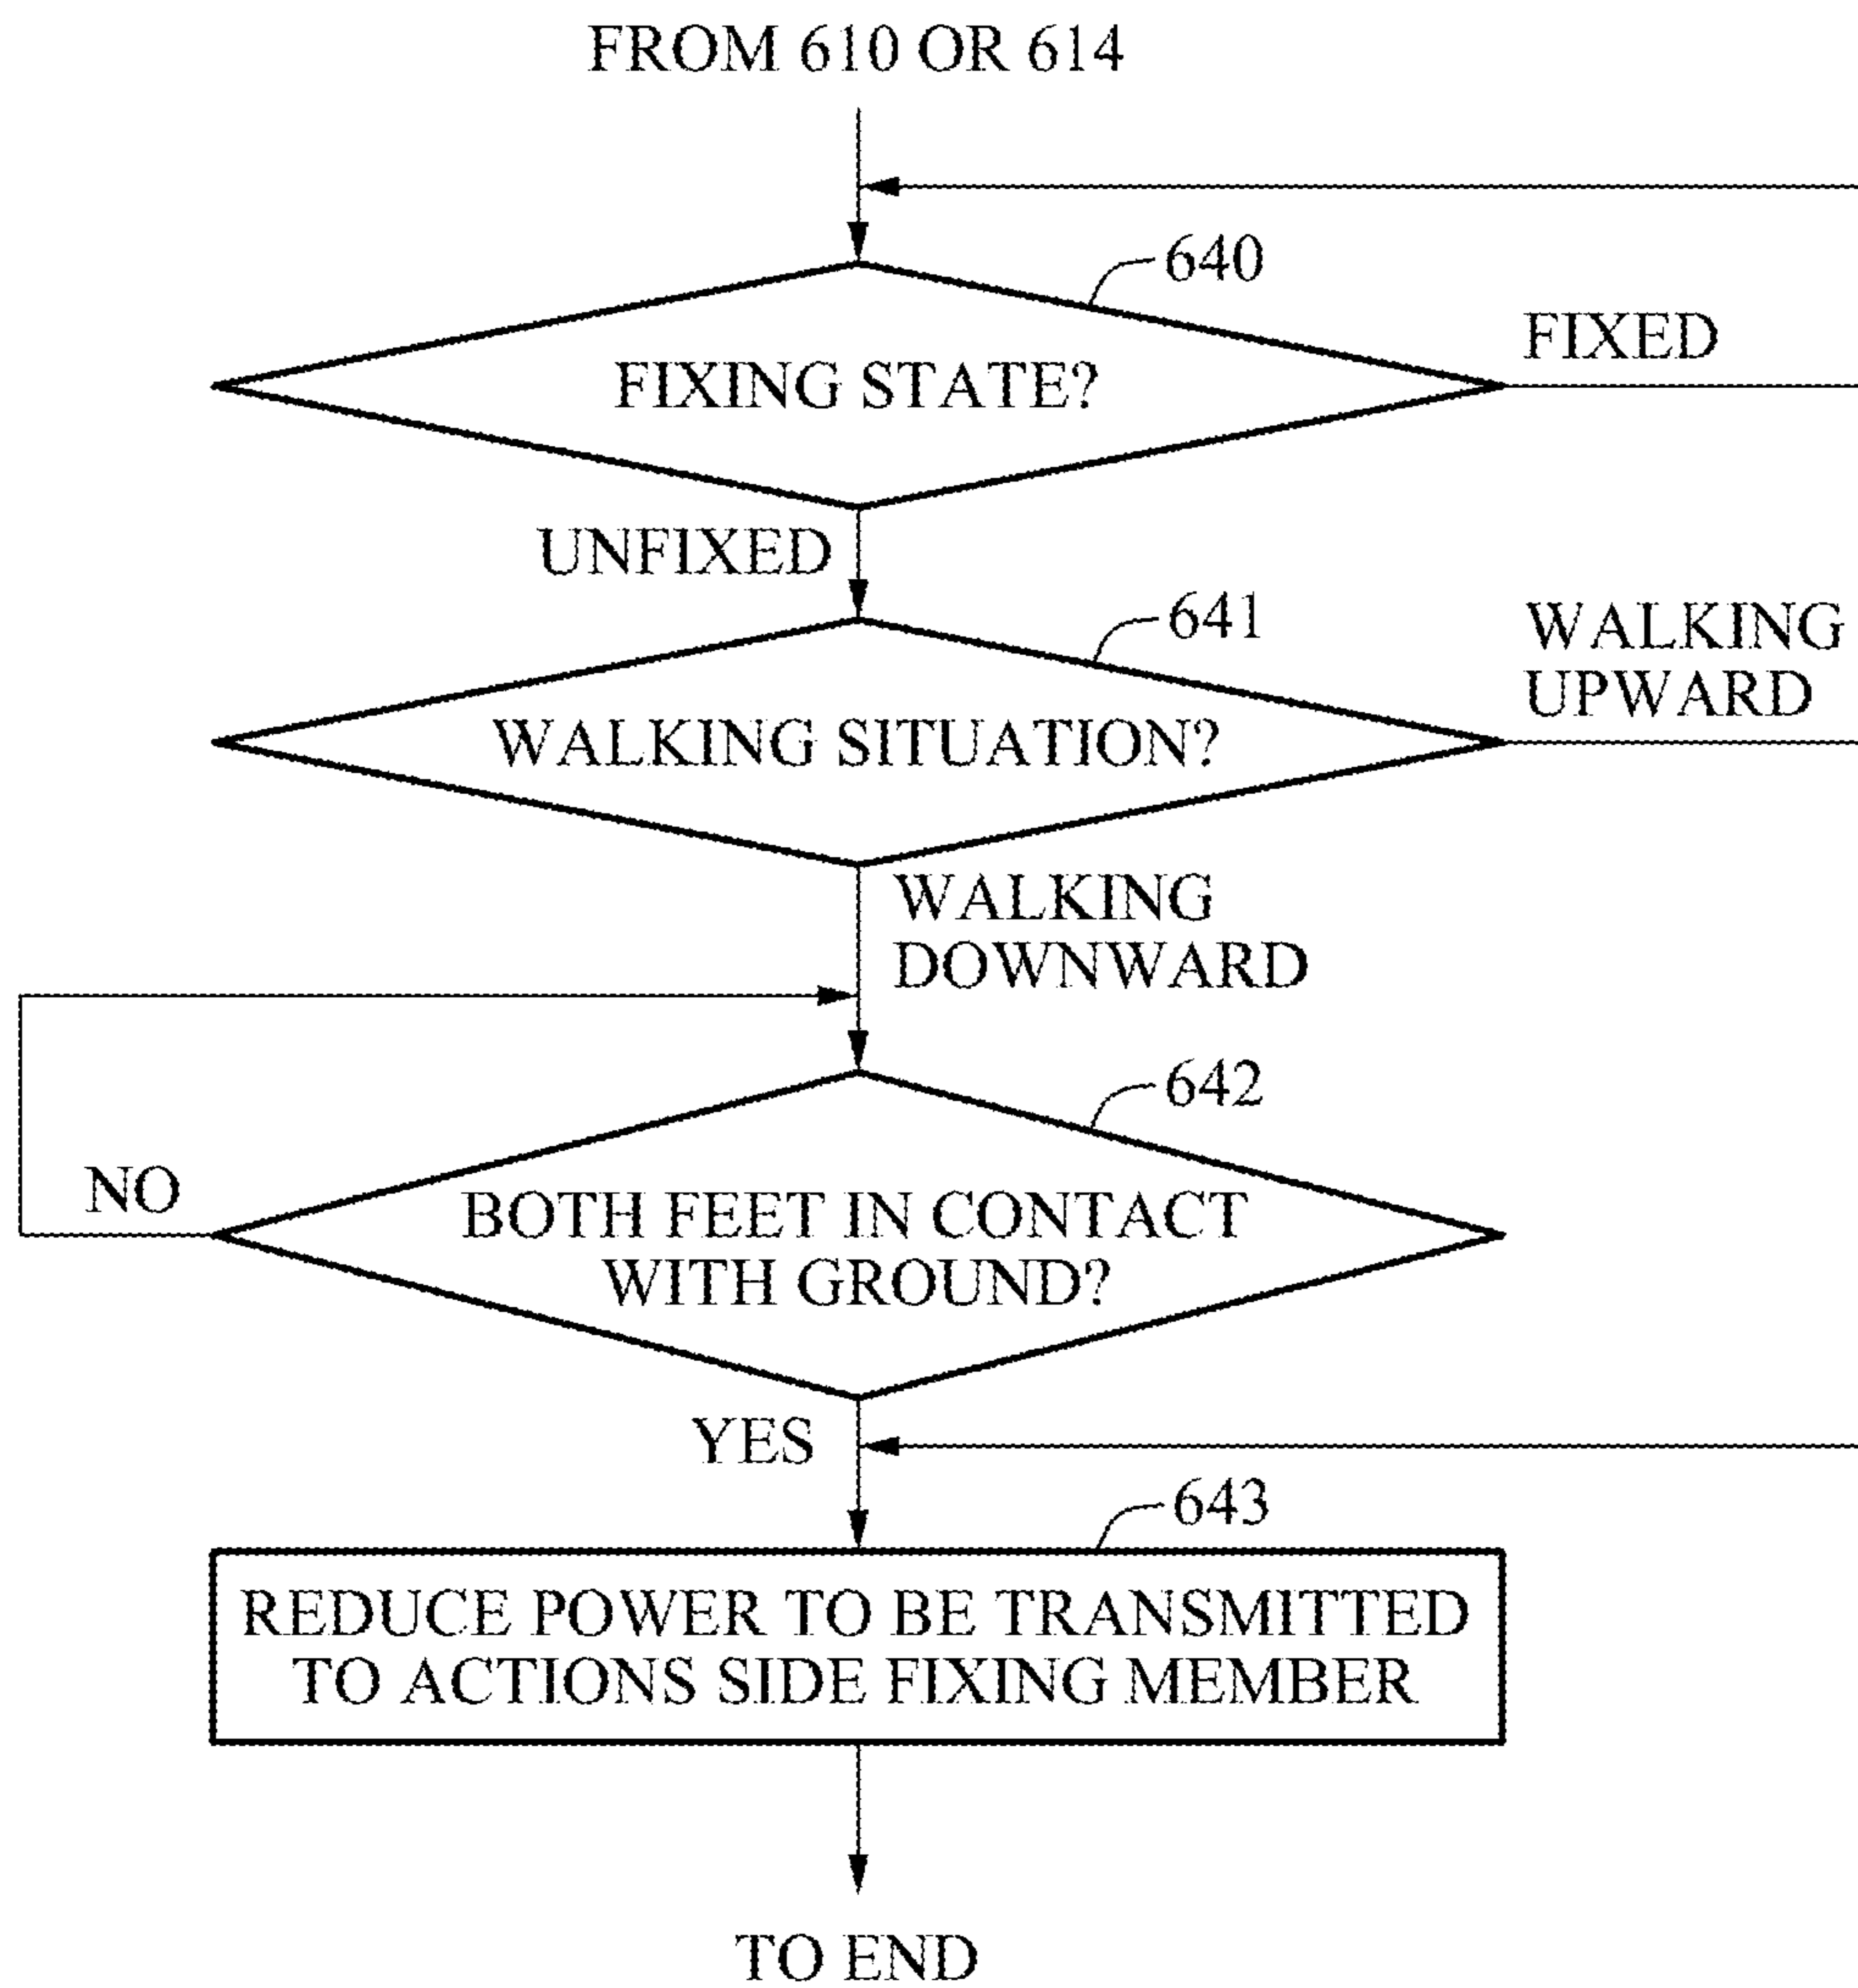 FROM 610 OR 614
640
FIXING STATE?
FIXED
UNFIXED
641
WALKING SITUATION?
WALKING
UPWARD
WALKING
DOWNWARD
642
NO
BOTH FEET IN CONTACT
WITH GROUND?
YES
643
REDUCE POWER TO BE TRANSMITTED
TO ACTIONS SIDE FIXING MEMBER
TO END